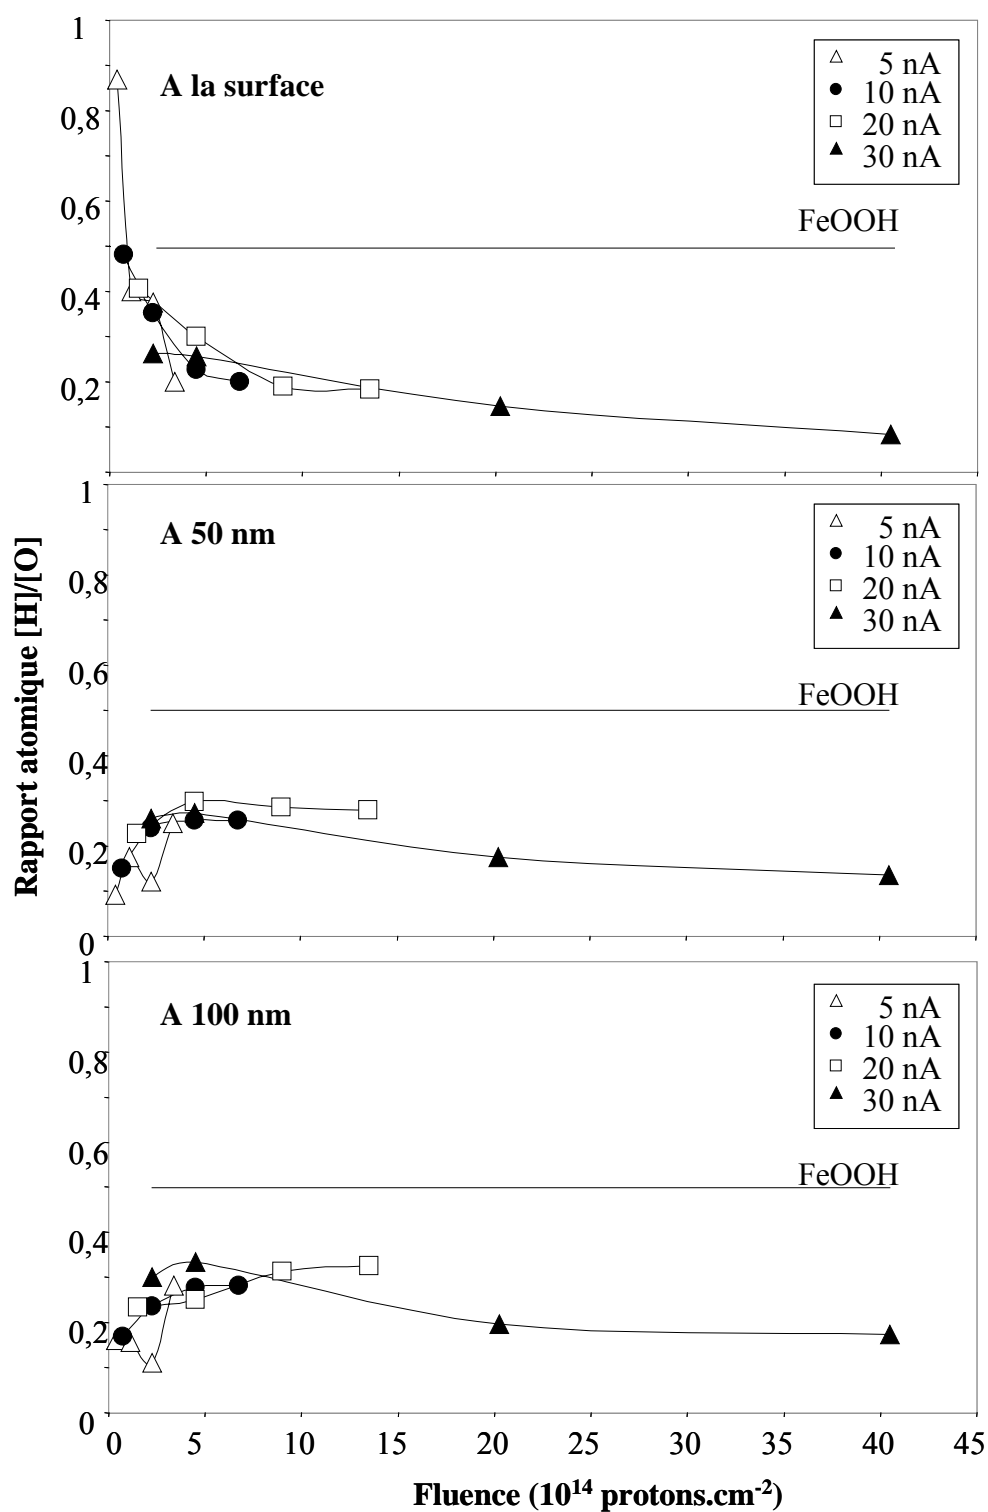 1
A la surface
5 nA
10 nA
20 nA
30 nA
0,8
0,6
FeOOH
0,4
0,2
1
A 50 nm
5 nA
10 nA
20 nA
30 nA
0,8
0,6
FeOOH
0,4
0,2
0
Rapport atomique [H]/[O]
1
A 100 nm
5 nA
10 nA
20 nA
30 nA
0,8
0,6
FeOOH
0,4
0,2
0
0 5 10 15 20 25 30 35 40 45
Fluence (10¹⁴ protons.cm⁻²)